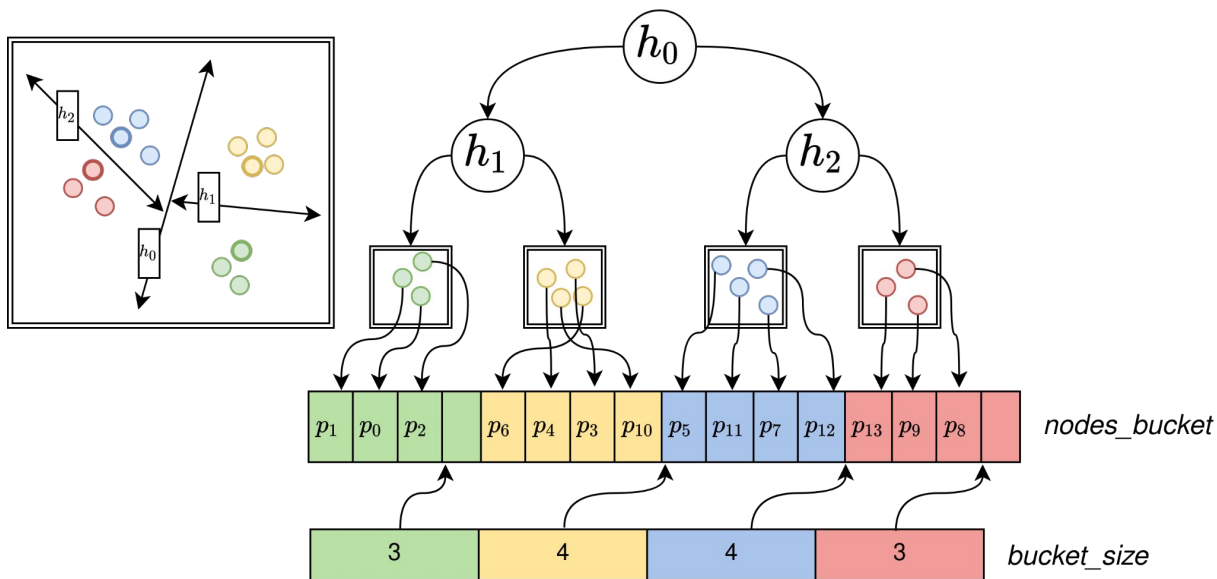 h₀
h₂
h₁
h₀
h₁
h₂
p₁ p₀ p₂ p₆ p₄ p₃ p₁₀ p₅ p₁₁ p₇ p₁₂ p₁₃ p₉ p₈ nodes_bucket
3 4 4 3 bucket_size